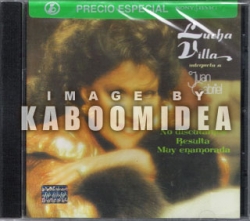 PRECIO ESPECIAL
Lucha
Villa
interpreta a
Juan
Gabriel
IMAGE BY
KABOOMIDEA
No discutamos
Resulta
Muy enamorada